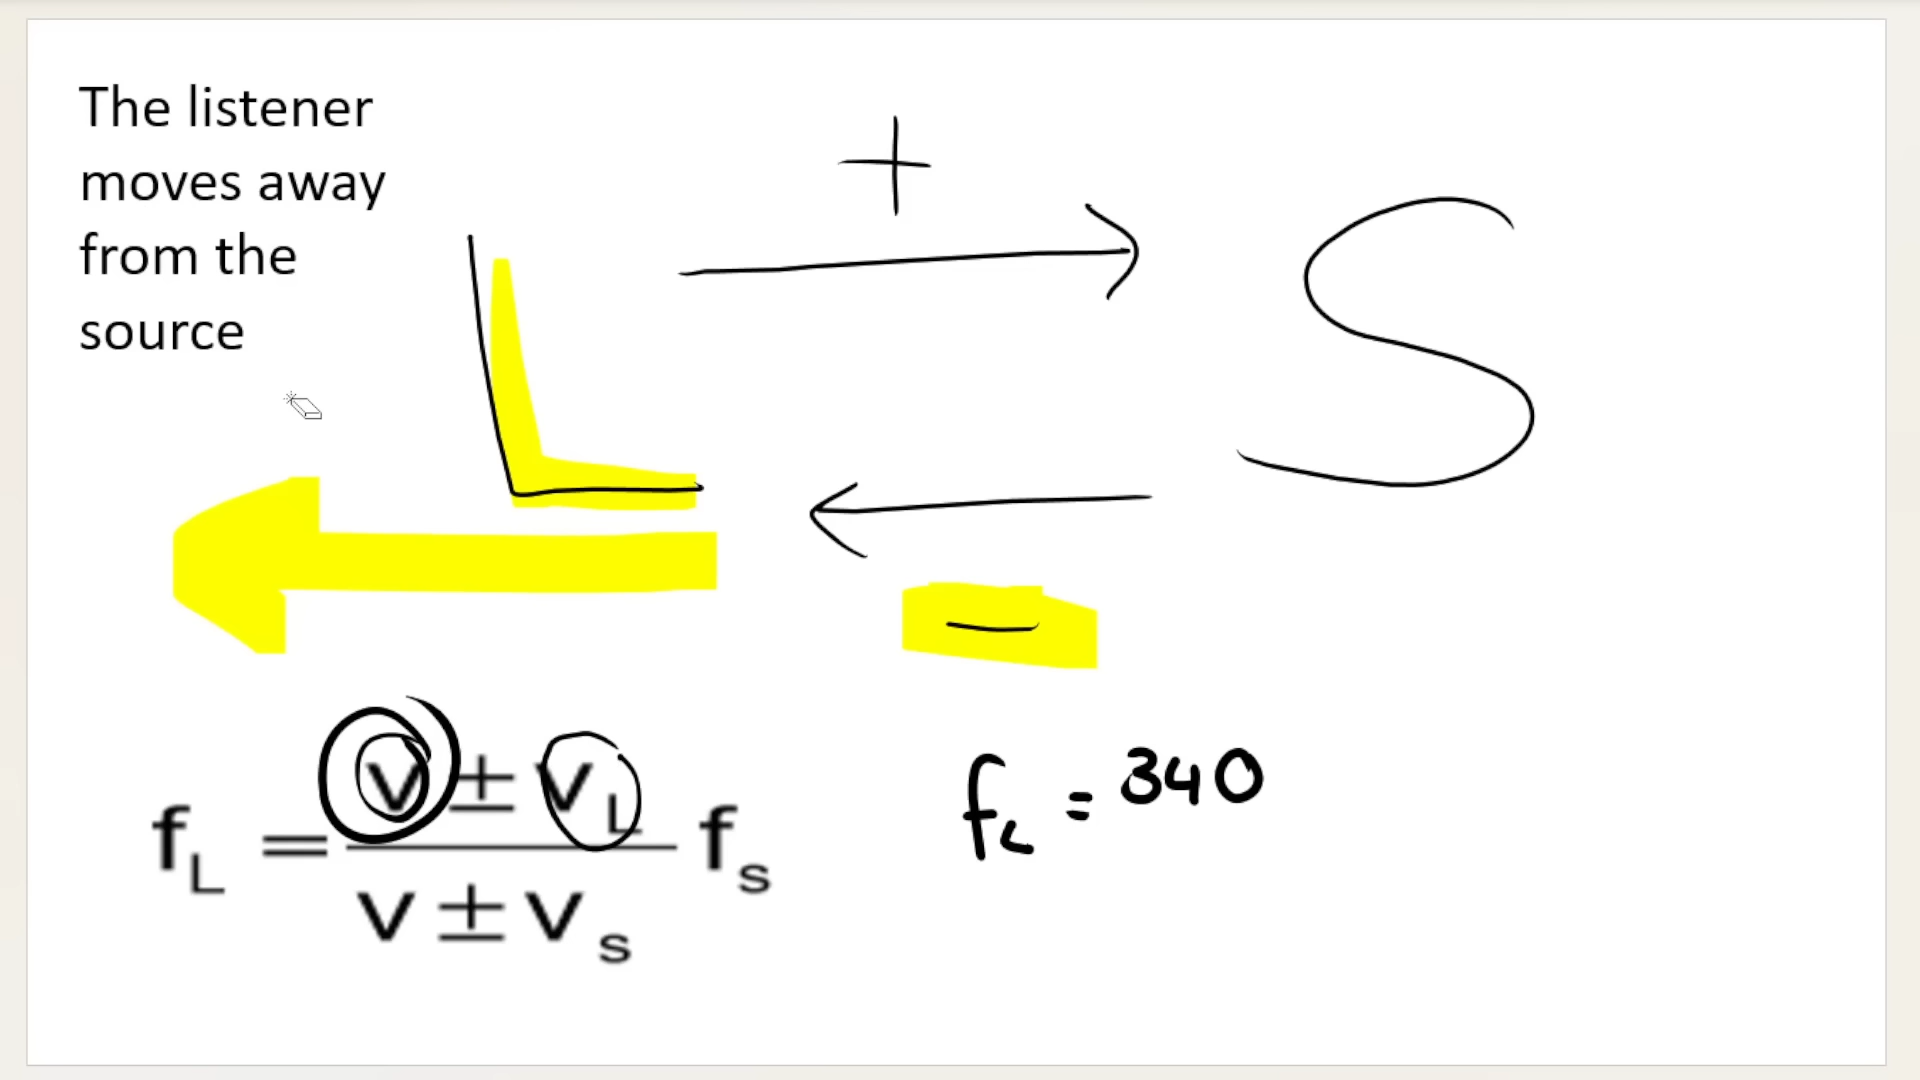 The listener
moves away
from the
source
+
L
S
−
f_L = (v ± v_L) / (v ± v_s) f_s
f_L = 340